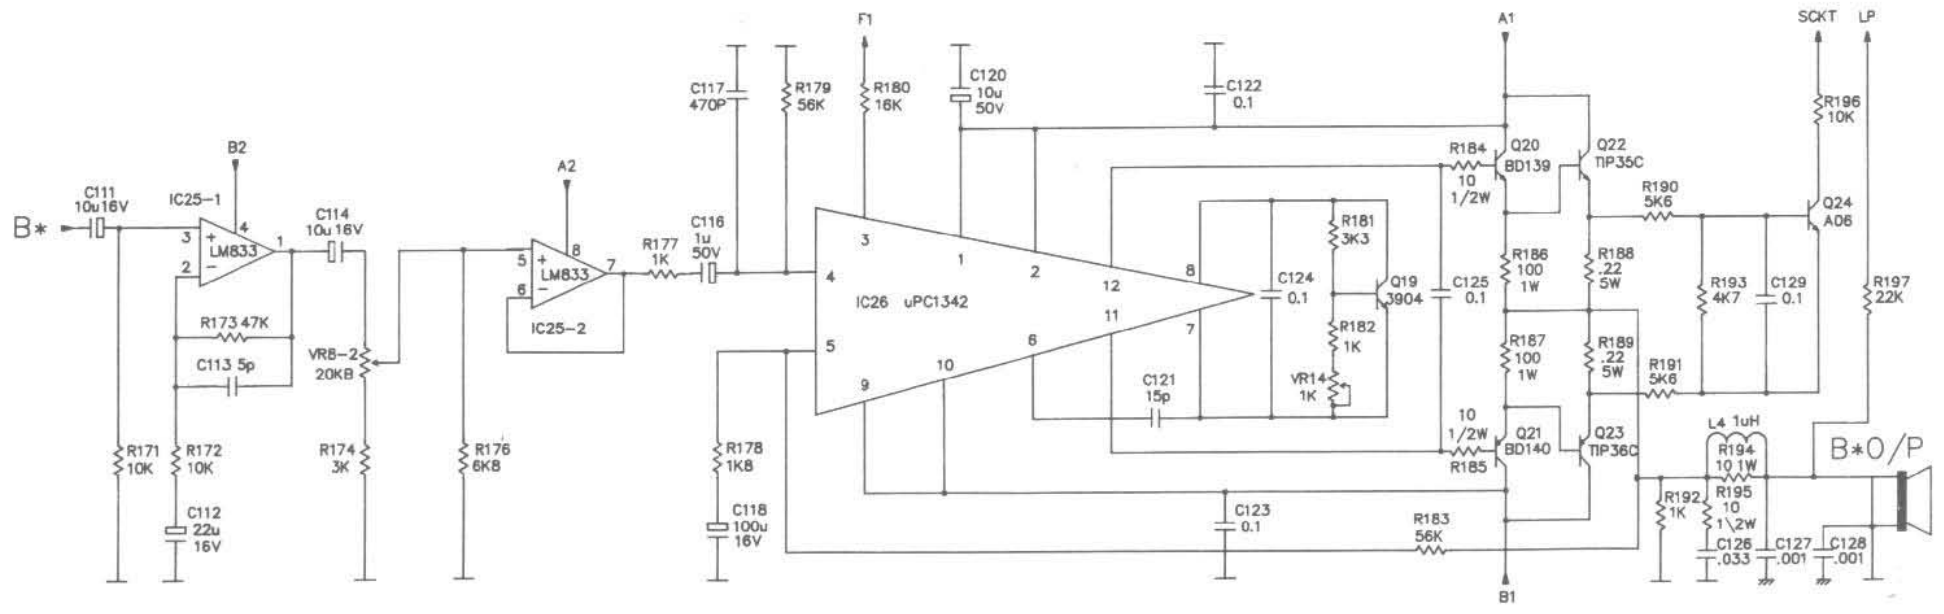 F1
A1
SCKT LP
C117
470P
R179
56K
R180
16K
C120
10u
50V
C122
0.1
R196
10K
B2
A2
C111
10u16V
IC25-1
C114
10u 16V
B*
3
+
4
LM833
1
2
−
R177
1K
C116
1u
50V
5
+
8
LM833
7
6
−
IC25-2
3
1
2
12
8
4
IC26 uPC1342
11
7
5
6
10
9
R184
10
1/2W
Q20
BD139
Q22
TIP35C
R190
5K6
Q24
A06
R181
3K3
C124
0.1
Q19
3904
C125
0.1
R186
100
1W
R188
.22
5W
R193
4K7
C129
0.1
R197
22K
R173 47K
C113 5p
VR8-2
20KB
R182
1K
VR14
1K
C121
15p
R187
100
1W
R189
.22
5W
R191
5K6
10
1/2W
R185
Q21
BD140
Q23
TIP36C
L4 1uH
R194
10 1W
B*O/P
R171
10K
R172
10K
R174
3K
R176
6K8
R178
1K8
R192
1K
R195
10
1\2W
C112
22u
16V
C118
100u
16V
C123
0.1
R183
56K
C126
.033
C127
.001
C128
.001
B1